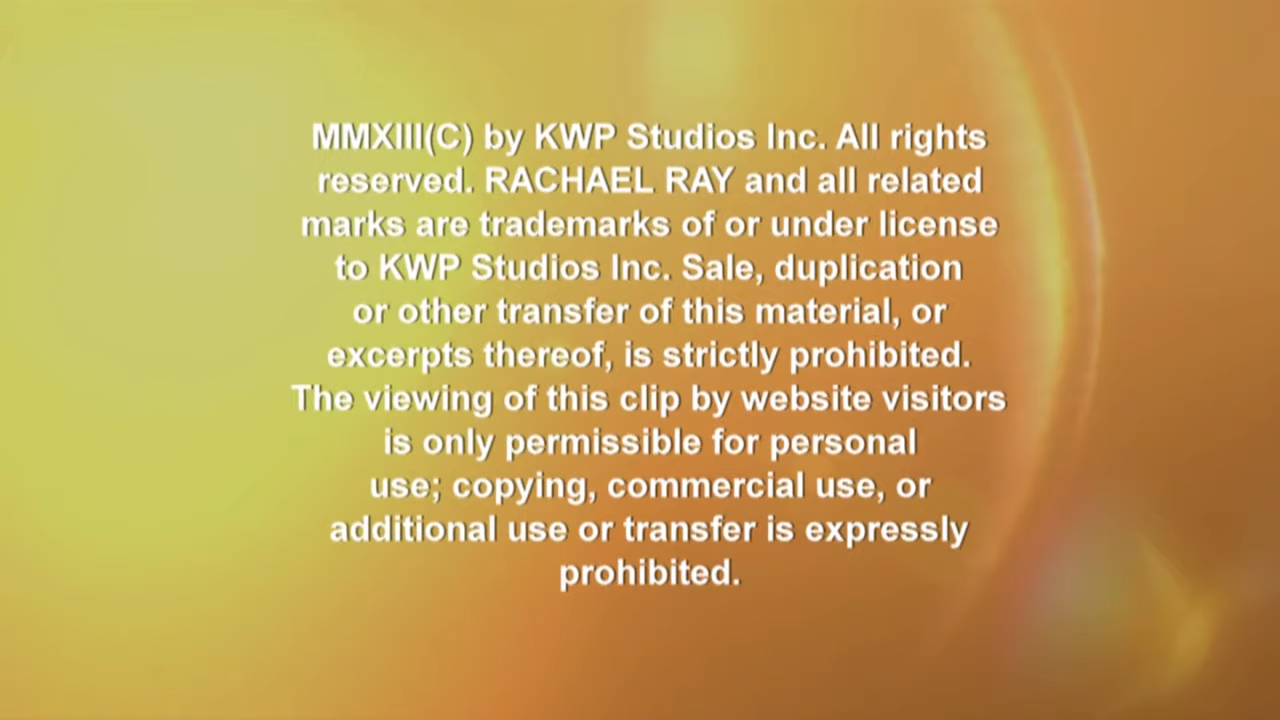 MMXIII(C) by KWP Studios Inc. All rights
reserved. RACHAEL RAY and all related
marks are trademarks of or under license
to KWP Studios Inc. Sale, duplication
or other transfer of this material, or
excerpts thereof, is strictly prohibited.
The viewing of this clip by website visitors
is only permissible for personal
use; copying, commercial use, or
additional use or transfer is expressly
prohibited.